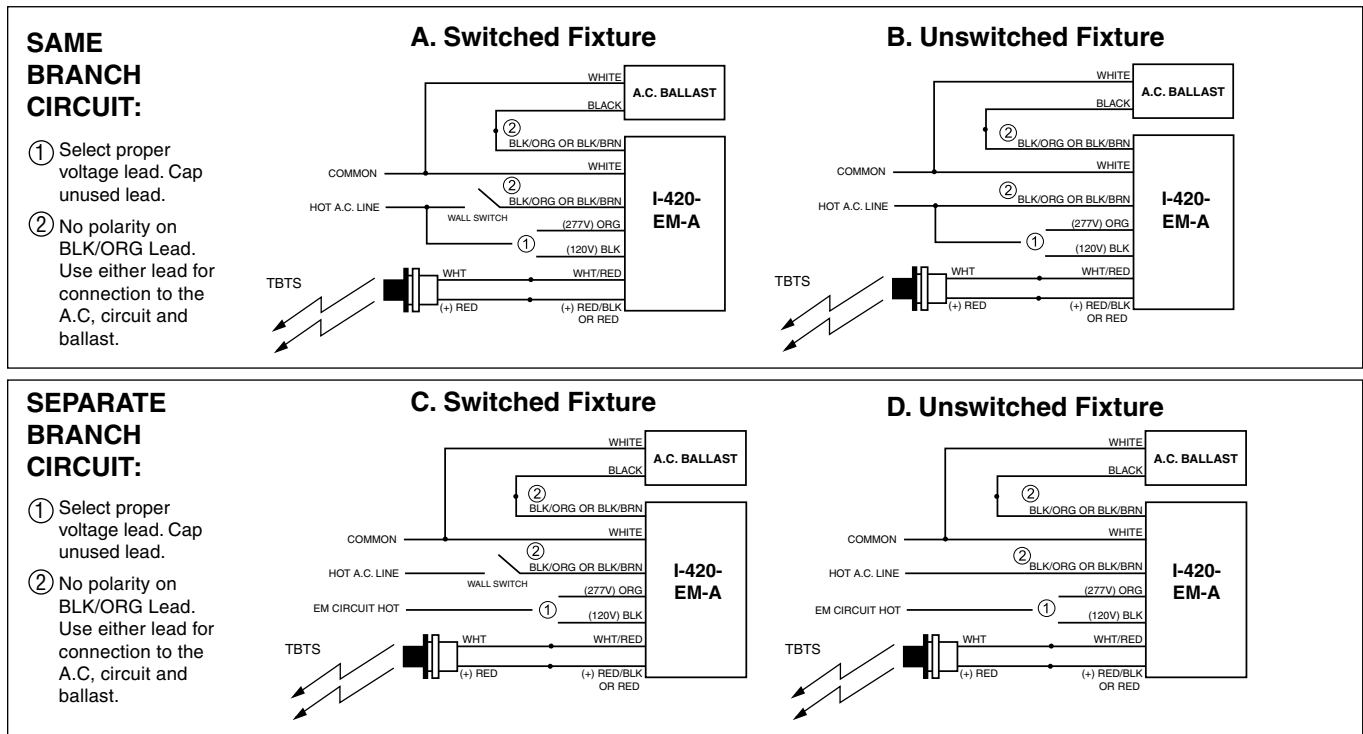 SAME
BRANCH
CIRCUIT:
① Select proper
voltage lead. Cap
unused lead.
② No polarity on
BLK/ORG Lead.
Use either lead for
connection to the
A.C, circuit and
ballast.
A. Switched Fixture
WHITE
A.C. BALLAST
BLACK
②
BLK/ORG OR BLK/BRN
WHITE
COMMON
②
BLK/ORG OR BLK/BRN
HOT A.C. LINE
WALL SWITCH
I-420-
EM-A
(277V) ORG
①
(120V) BLK
TBTS
WHT
WHT/RED
(+) RED
(+) RED/BLK
OR RED
B. Unswitched Fixture
WHITE
A.C. BALLAST
BLACK
②
BLK/ORG OR BLK/BRN
WHITE
COMMON
②
BLK/ORG OR BLK/BRN
HOT A.C. LINE
I-420-
EM-A
(277V) ORG
①
(120V) BLK
TBTS
WHT
WHT/RED
(+) RED
(+) RED/BLK
OR RED
SEPARATE
BRANCH
CIRCUIT:
① Select proper
voltage lead. Cap
unused lead.
② No polarity on
BLK/ORG Lead.
Use either lead for
connection to the
A.C, circuit and
ballast.
C. Switched Fixture
WHITE
A.C. BALLAST
BLACK
②
BLK/ORG OR BLK/BRN
WHITE
COMMON
②
BLK/ORG OR BLK/BRN
HOT A.C. LINE
WALL SWITCH
I-420-
EM-A
(277V) ORG
EM CIRCUIT HOT
①
(120V) BLK
TBTS
WHT
WHT/RED
(+) RED
(+) RED/BLK
OR RED
D. Unswitched Fixture
WHITE
A.C. BALLAST
BLACK
②
BLK/ORG OR BLK/BRN
WHITE
COMMON
②
BLK/ORG OR BLK/BRN
HOT A.C. LINE
I-420-
EM-A
(277V) ORG
EM CIRCUIT HOT
①
(120V) BLK
TBTS
WHT
WHT/RED
(+) RED
(+) RED/BLK
OR RED